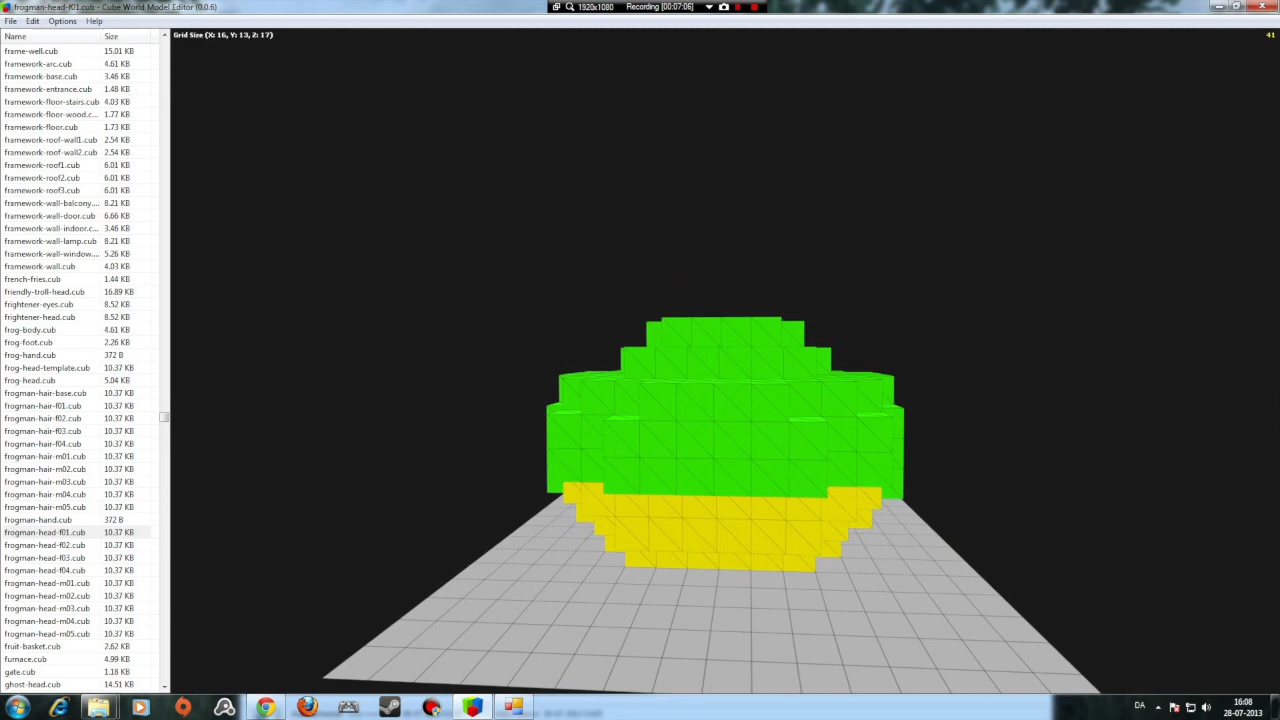 frogman-head-f01.cub - Cube World Model Editor (0.0.6)
1920x1080 Recording [00:07:06]
File Edit Options Help
Name Size
Grid Size (X: 16, Y: 13, Z: 17)
41
frame-well.cub 15.01 KB
framework-arc.cub 4.61 KB
framework-base.cub 3.46 KB
framework-entrance.cub 1.48 KB
framework-floor-stairs.cub 4.03 KB
framework-floor-wood.c... 1.77 KB
framework-floor.cub 1.73 KB
framework-roof-wall1.cub 2.54 KB
framework-roof-wall2.cub 2.54 KB
framework-roof1.cub 6.01 KB
framework-roof2.cub 6.01 KB
framework-roof3.cub 6.01 KB
framework-wall-balcony.... 8.21 KB
framework-wall-door.cub 6.66 KB
framework-wall-indoor.c... 3.46 KB
framework-wall-lamp.cub 8.21 KB
framework-wall-window.... 5.26 KB
framework-wall.cub 4.03 KB
french-fries.cub 1.44 KB
friendly-troll-head.cub 16.89 KB
frightener-eyes.cub 8.52 KB
frightener-head.cub 8.52 KB
frog-body.cub 4.61 KB
frog-foot.cub 2.26 KB
frog-hand.cub 372 B
frog-head-template.cub 10.37 KB
frog-head.cub 5.04 KB
frogman-hair-base.cub 10.37 KB
frogman-hair-f01.cub 10.37 KB
frogman-hair-f02.cub 10.37 KB
frogman-hair-f03.cub 10.37 KB
frogman-hair-f04.cub 10.37 KB
frogman-hair-m01.cub 10.37 KB
frogman-hair-m02.cub 10.37 KB
frogman-hair-m03.cub 10.37 KB
frogman-hair-m04.cub 10.37 KB
frogman-hair-m05.cub 10.37 KB
frogman-hand.cub 372 B
frogman-head-f01.cub 10.37 KB
frogman-head-f02.cub 10.37 KB
frogman-head-f03.cub 10.37 KB
frogman-head-f04.cub 10.37 KB
frogman-head-m01.cub 10.37 KB
frogman-head-m02.cub 10.37 KB
frogman-head-m03.cub 10.37 KB
frogman-head-m04.cub 10.37 KB
frogman-head-m05.cub 10.37 KB
fruit-basket.cub 2.62 KB
furnace.cub 4.99 KB
gate.cub 1.18 KB
ghost-head.cub 14.51 KB
DA
16:08
28-07-2013